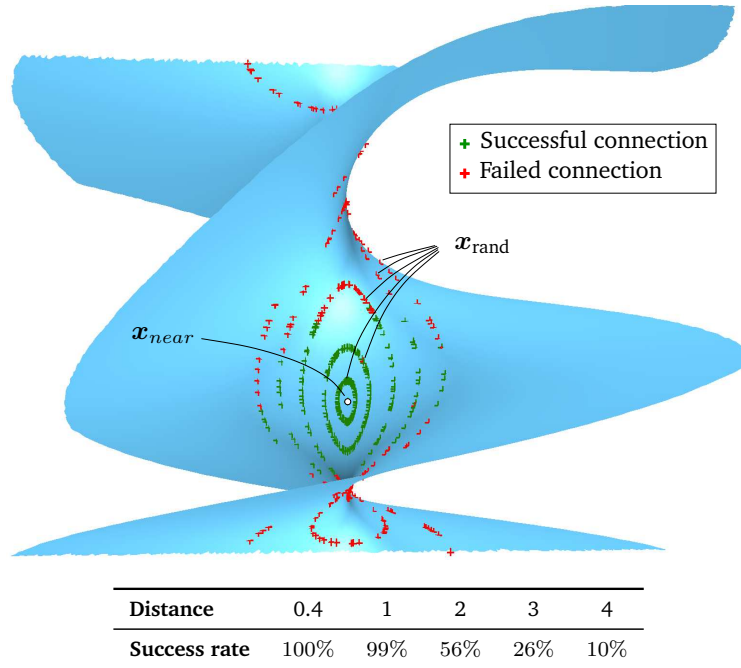 + Successful connection
+ Failed connection
x_rand
x_near
Distance 0.4 1 2 3 4
Success rate 100% 99% 56% 26% 10%